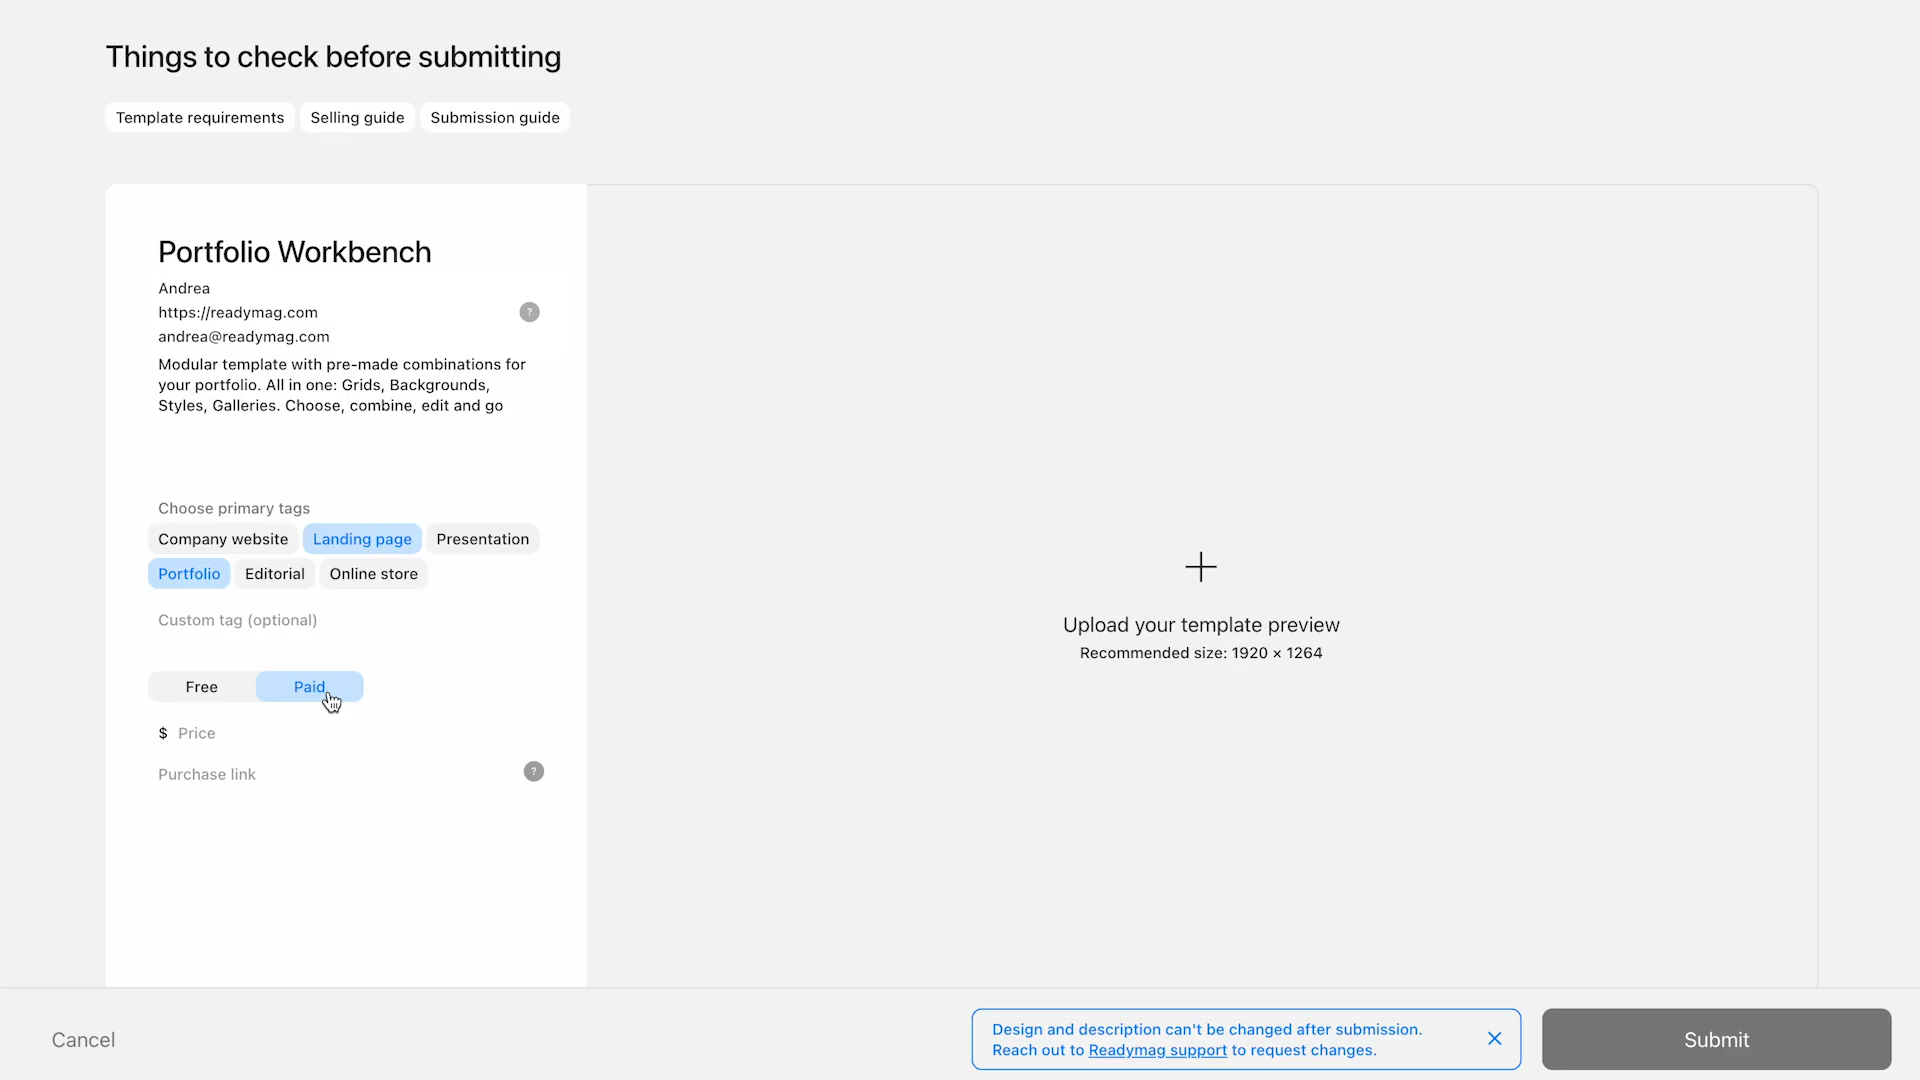 Things to check before submitting
Template requirements
Selling guide
Submission guide
Portfolio Workbench
Andrea
https://readymag.com
?
andrea@readymag.com
Modular template with pre-made combinations for
your portfolio. All in one: Grids, Backgrounds,
Styles, Galleries. Choose, combine, edit and go
Choose primary tags
Company website
Landing page
Presentation
Portfolio
Editorial
Online store
Custom tag (optional)
Free
Paid
$ Price
Purchase link
?
Upload your template preview
Recommended size: 1920 × 1264
Cancel
Design and description can't be changed after submission.
Reach out to Readymag support to request changes.
Submit